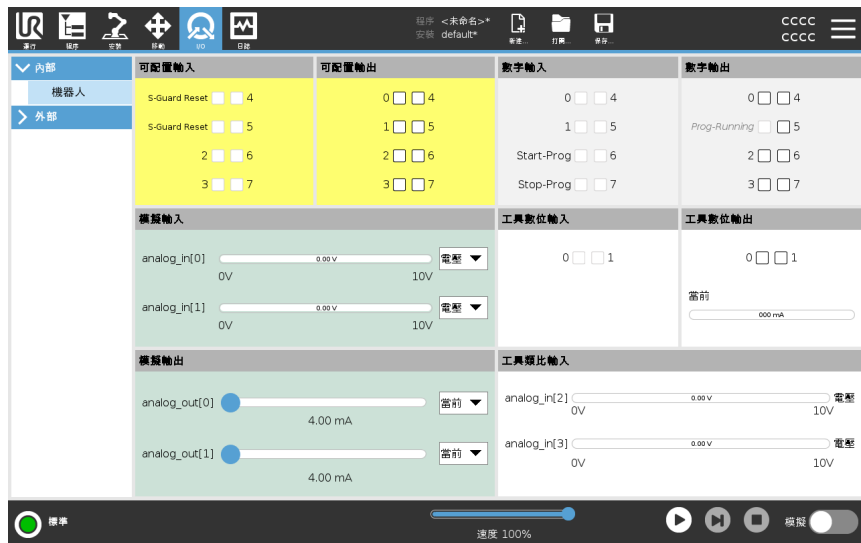 UR
程序 <未命名>*
安裝 default*
CCCC
CCCC
運行
程序
安裝
移動
I/O
日誌
新建...
打開...
保存...
內部
機器人
外部
可配置輸入
S-Guard Reset 4
S-Guard Reset 5
2 6
3 7
可配置輸出
0 4
1 5
2 6
3 7
數字輸入
0 4
1 5
Start-Prog 6
Stop-Prog 7
數字輸出
0 4
Prog-Running 5
2 6
3 7
模擬輸入
analog_in[0] 0.00 V 電壓
0V 10V
analog_in[1] 0.00 V 電壓
0V 10V
工具數位輸入
0 1
工具數位輸出
0 1
當前
000 mA
模擬輸出
analog_out[0] 當前
4.00 mA
analog_out[1] 當前
4.00 mA
工具類比輸入
analog_in[2] 0.00 V 電壓
0V 10V
analog_in[3] 0.00 V 電壓
0V 10V
標準
速度 100%
模擬